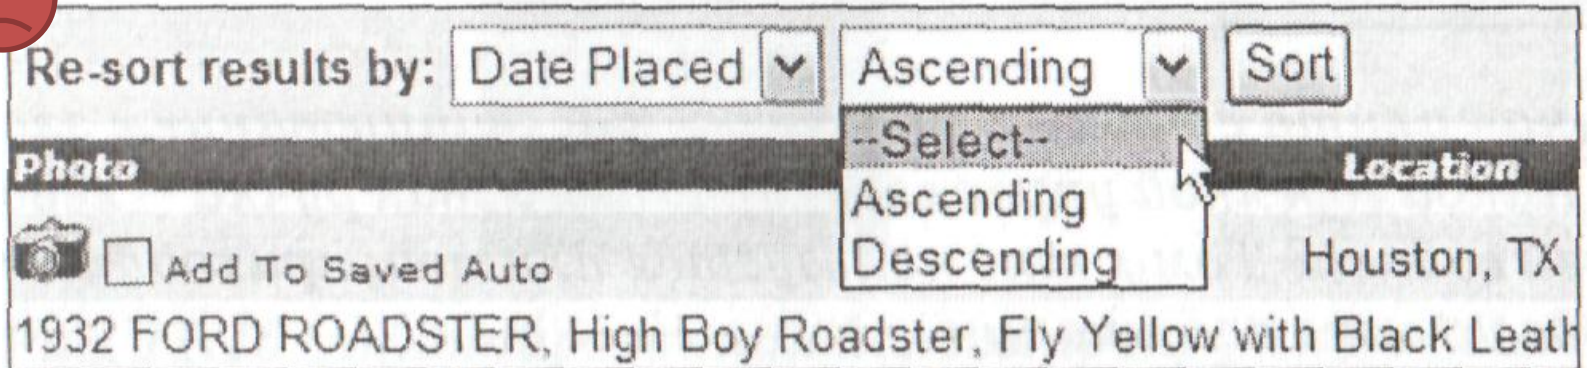 Re-sort results by: Date Placed Ascending Sort
--Select--
Photo Location
Ascending
Add To Saved Auto Descending Houston, TX
1932 FORD ROADSTER, High Boy Roadster, Fly Yellow with Black Leath